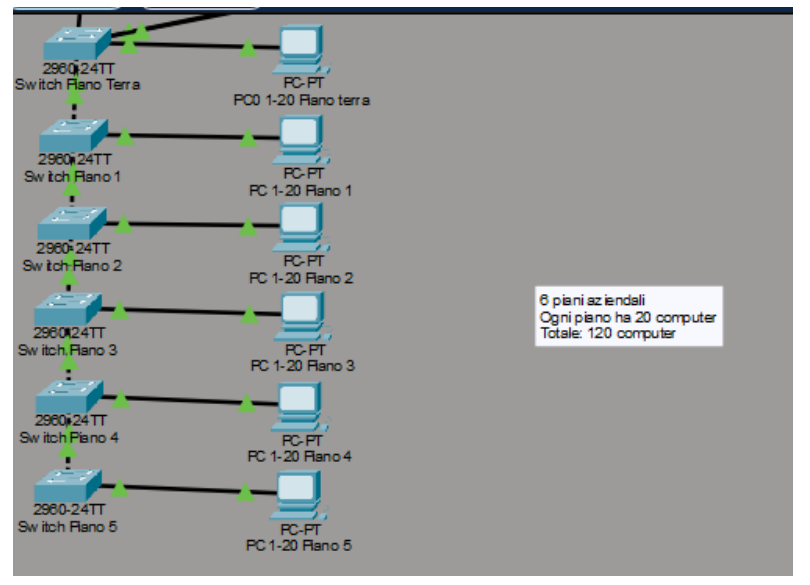 2960-24TT
Switch Piano Terra
PC-PT
PC0 1-20 Piano terra
2960-24TT
Switch Piano 1
PC-PT
PC 1-20 Piano 1
2960-24TT
Switch Piano 2
PC-PT
PC 1-20 Piano 2
2960-24TT
Switch Piano 3
PC-PT
PC 1-20 Piano 3
2960-24TT
Switch Piano 4
PC-PT
PC 1-20 Piano 4
2960-24TT
Switch Piano 5
PC-PT
PC 1-20 Piano 5
6 piani aziendali
Ogni piano ha 20 computer
Totale: 120 computer